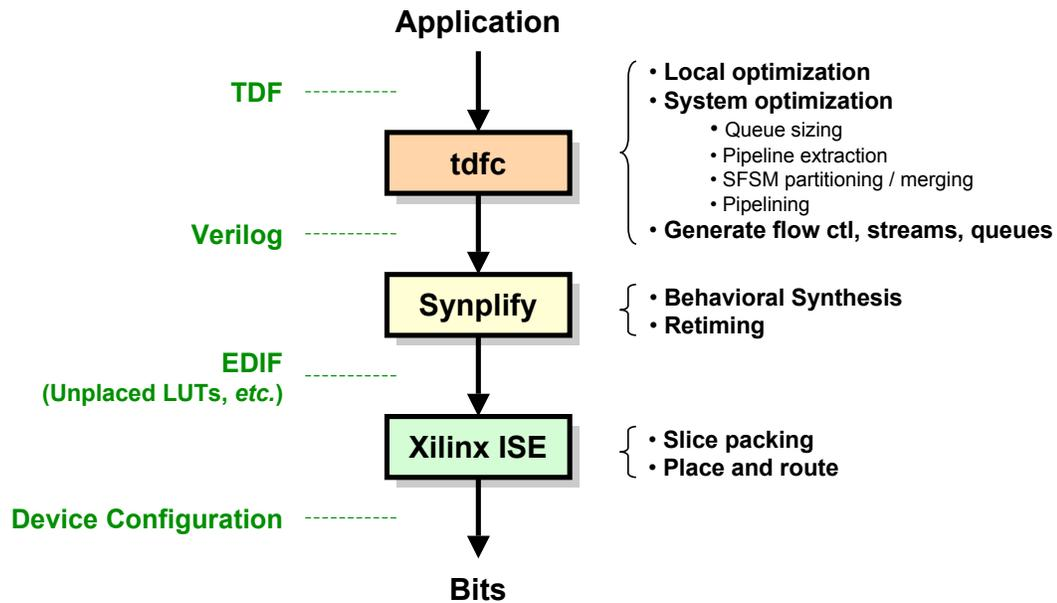 Application
TDF
tdfc
• Local optimization
• System optimization
• Queue sizing
• Pipeline extraction
• SFSM partitioning / merging
• Pipelining
• Generate flow ctl, streams, queues
Verilog
Synplify
• Behavioral Synthesis
• Retiming
EDIF
(Unplaced LUTs, etc.)
Xilinx ISE
• Slice packing
• Place and route
Device Configuration
Bits